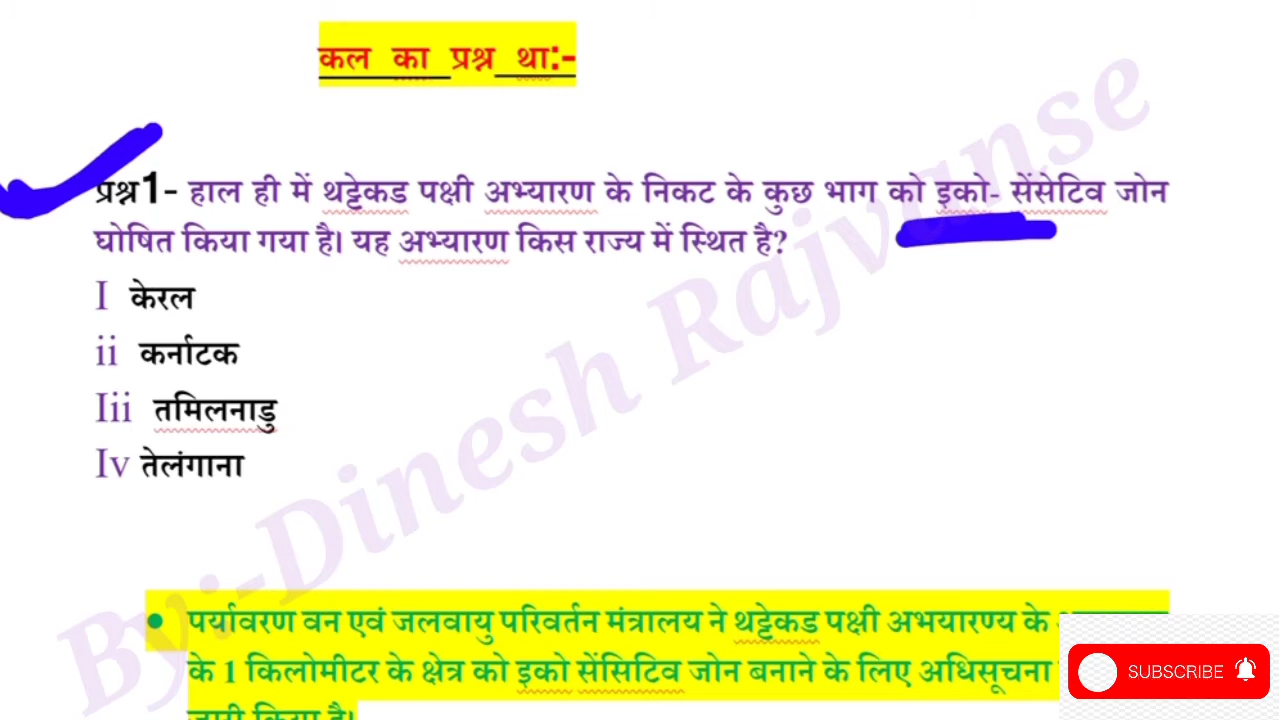 कल का प्रश्न था:-
प्रश्न1- हाल ही में थट्टेकड पक्षी अभ्यारण के निकट के कुछ भाग को इको- सेंसेटिव जोन
घोषित किया गया है। यह अभ्यारण किस राज्य में स्थित है?
I केरल
ii कर्नाटक
Iii तमिलनाडु
Iv तेलंगाना
By:-Dinesh Rajvanse
• पर्यावरण वन एवं जलवायु परिवर्तन मंत्रालय ने थट्टेकड पक्षी अभयारण्य के
के 1 किलोमीटर के क्षेत्र को इको सेंसिटिव जोन बनाने के लिए अधिसूचना
जारी किया है।
SUBSCRIBE